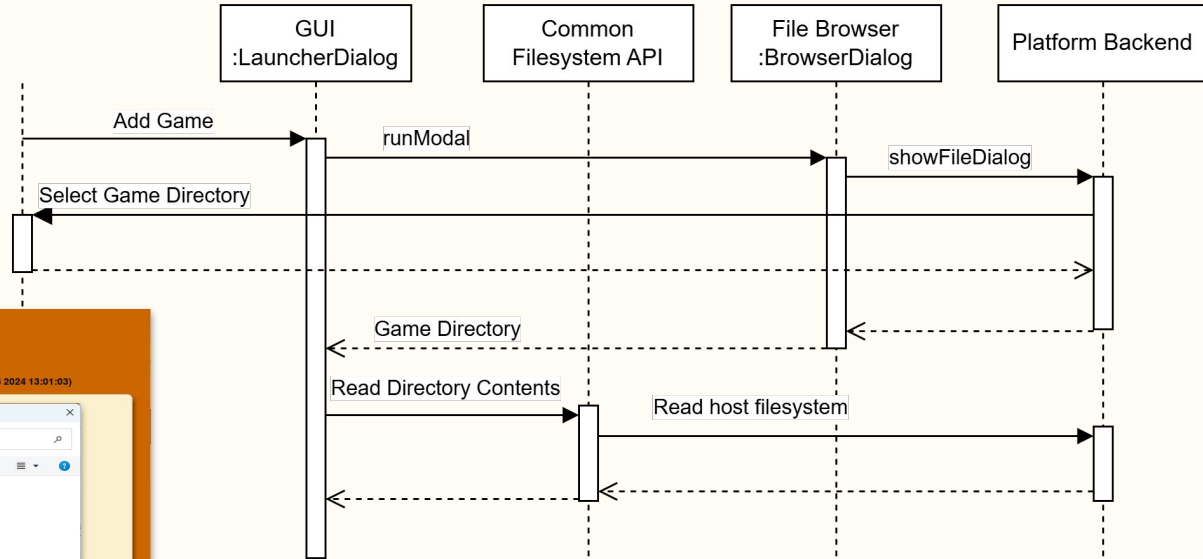 GUI
:LauncherDialog
Common
Filesystem API
File Browser
:BrowserDialog
Platform Backend
Add Game
runModal
showFileDialog
Select Game Directory
Game Directory
Read Directory Contents
Read host filesystem
2024 13:01:03)